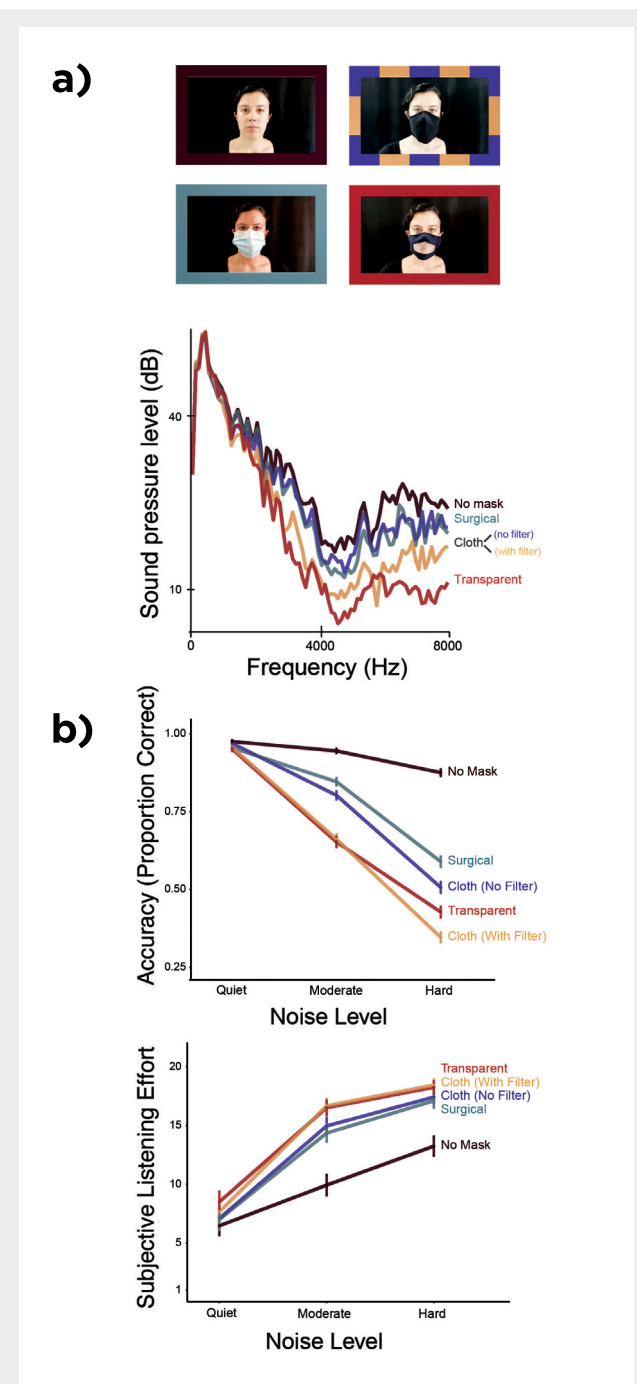 a)
Sound pressure level (dB)
40
10
No mask
Surgical
Cloth
(no filter)
(with filter)
Transparent
0
4000
8000
Frequency (Hz)
b)
Accuracy (Proportion Correct)
1.00
0.75
0.50
0.25
No Mask
Surgical
Cloth (No Filter)
Transparent
Cloth (With Filter)
Quiet
Moderate
Hard
Noise Level
Subjective Listening Effort
20
15
10
5
1
Transparent
Cloth (With Filter)
Cloth (No Filter)
Surgical
No Mask
Quiet
Moderate
Hard
Noise Level